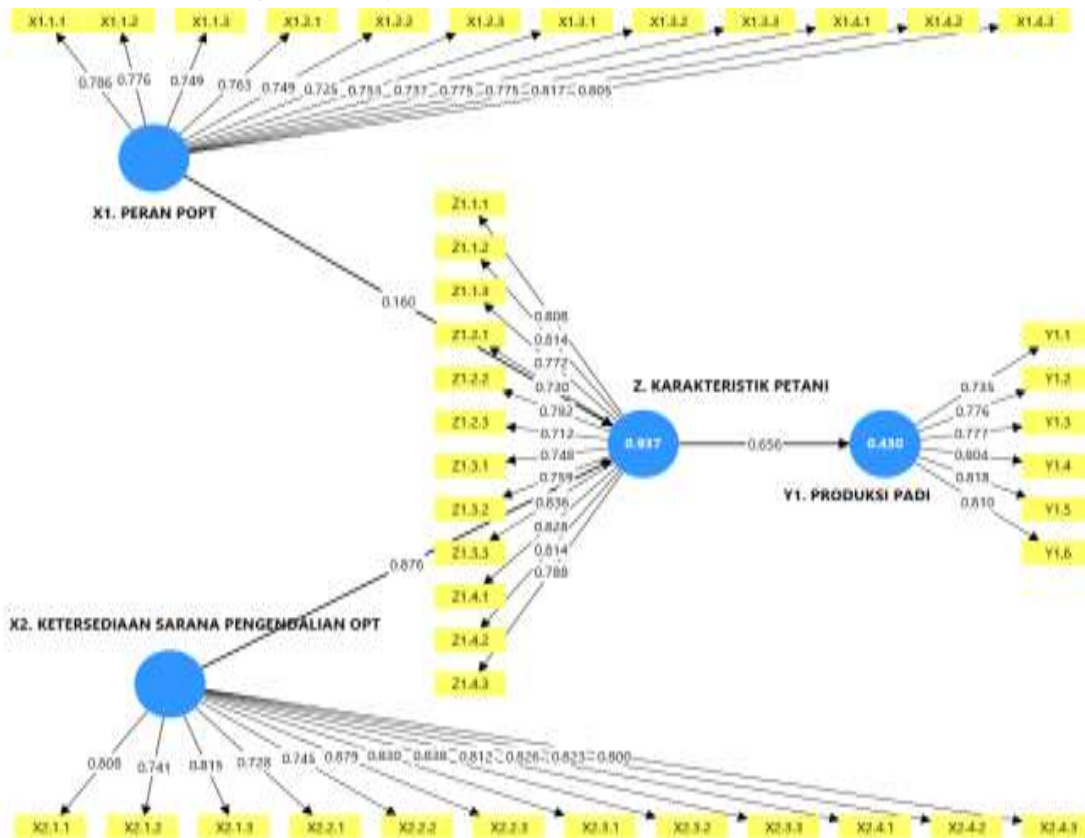 X1.1.1 X1.1.2 X1.1.3 X1.2.1 X1.2.2 X1.2.3 X1.3.1 X1.3.2 X1.3.3 X1.4.1 X1.4.2 X1.4.3
0.786 0.776 0.749 0.763 0.749 0.725 0.753 0.737 0.775 0.775 0.817 0.805
X1. PERAN POPT
0.160
Z1.1.1
Z1.1.2
Z1.1.3
Z1.2.1
Z1.2.2
Z1.2.3
Z1.3.1
Z1.3.2
Z1.3.3
Z1.4.1
Z1.4.2
Z1.4.3
0.808
0.814
0.772
0.730
0.712
0.748
0.759
0.836
0.828
0.814
0.788
Z. KARAKTERISTIK PETANI
0.937
0.656
0.430
Y1. PRODUKSI PADI
0.735
0.776
0.777
0.804
0.818
0.810
Y1.1
Y1.2
Y1.3
Y1.4
Y1.5
Y1.6
0.876
X2. KETERSEDIAAN SARANA PENGENDALIAN OPT
0.808 0.741 0.815 0.728 0.745 0.879 0.830 0.838 0.812 0.826 0.823 0.800
X2.1.1 X2.1.2 X2.1.3 X2.2.1 X2.2.2 X2.2.3 X2.3.1 X2.3.2 X2.3.3 X2.4.1 X2.4.2 X2.4.3